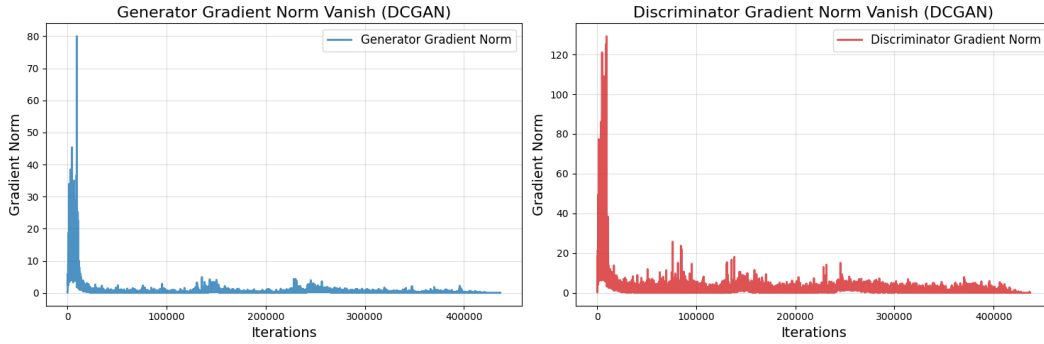 Generator Gradient Norm Vanish (DCGAN)
Generator Gradient Norm
80
70
60
50
40
30
20
10
0
Gradient Norm
0 100000 200000 300000 400000
Iterations
Discriminator Gradient Norm Vanish (DCGAN)
Discriminator Gradient Norm
120
100
80
60
40
20
0
Gradient Norm
0 100000 200000 300000 400000
Iterations